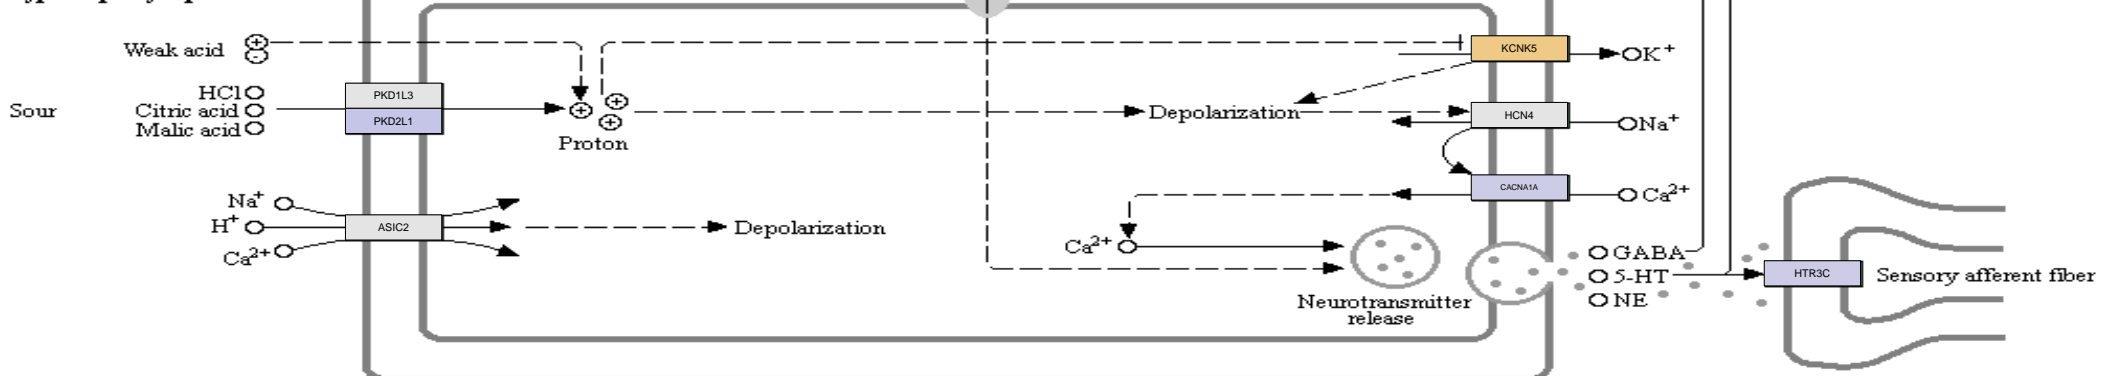 Weak acid
KCNK5
K+
HCl
Citric acid
Malic acid
Sour
PKD1L3
PKD2L1
Proton
Depolarization
HCN4
Na+
CACNA1A
Ca2+
Na+
H+
Ca2+
ASIC2
Depolarization
Ca2+
Neurotransmitter
release
GABA
5-HT
NE
HTR3C
Sensory afferent fiber